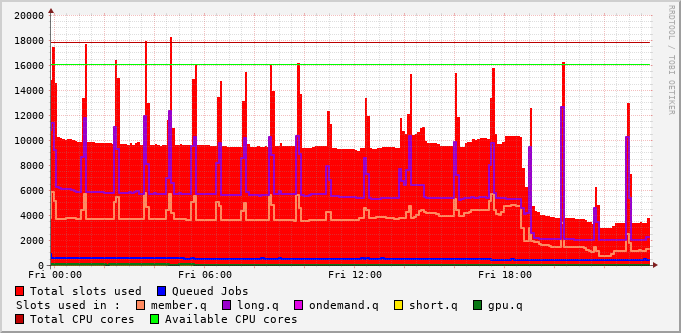 20000
18000
16000
14000
12000
10000
8000
6000
4000
2000
0
Fri 00:00 Fri 06:00 Fri 12:00 Fri 18:00
RRDTOOL / TOBI OETIKER
Total slots used Queued Jobs
Slots used in : member.q long.q ondemand.q short.q gpu.q
Total CPU cores Available CPU cores